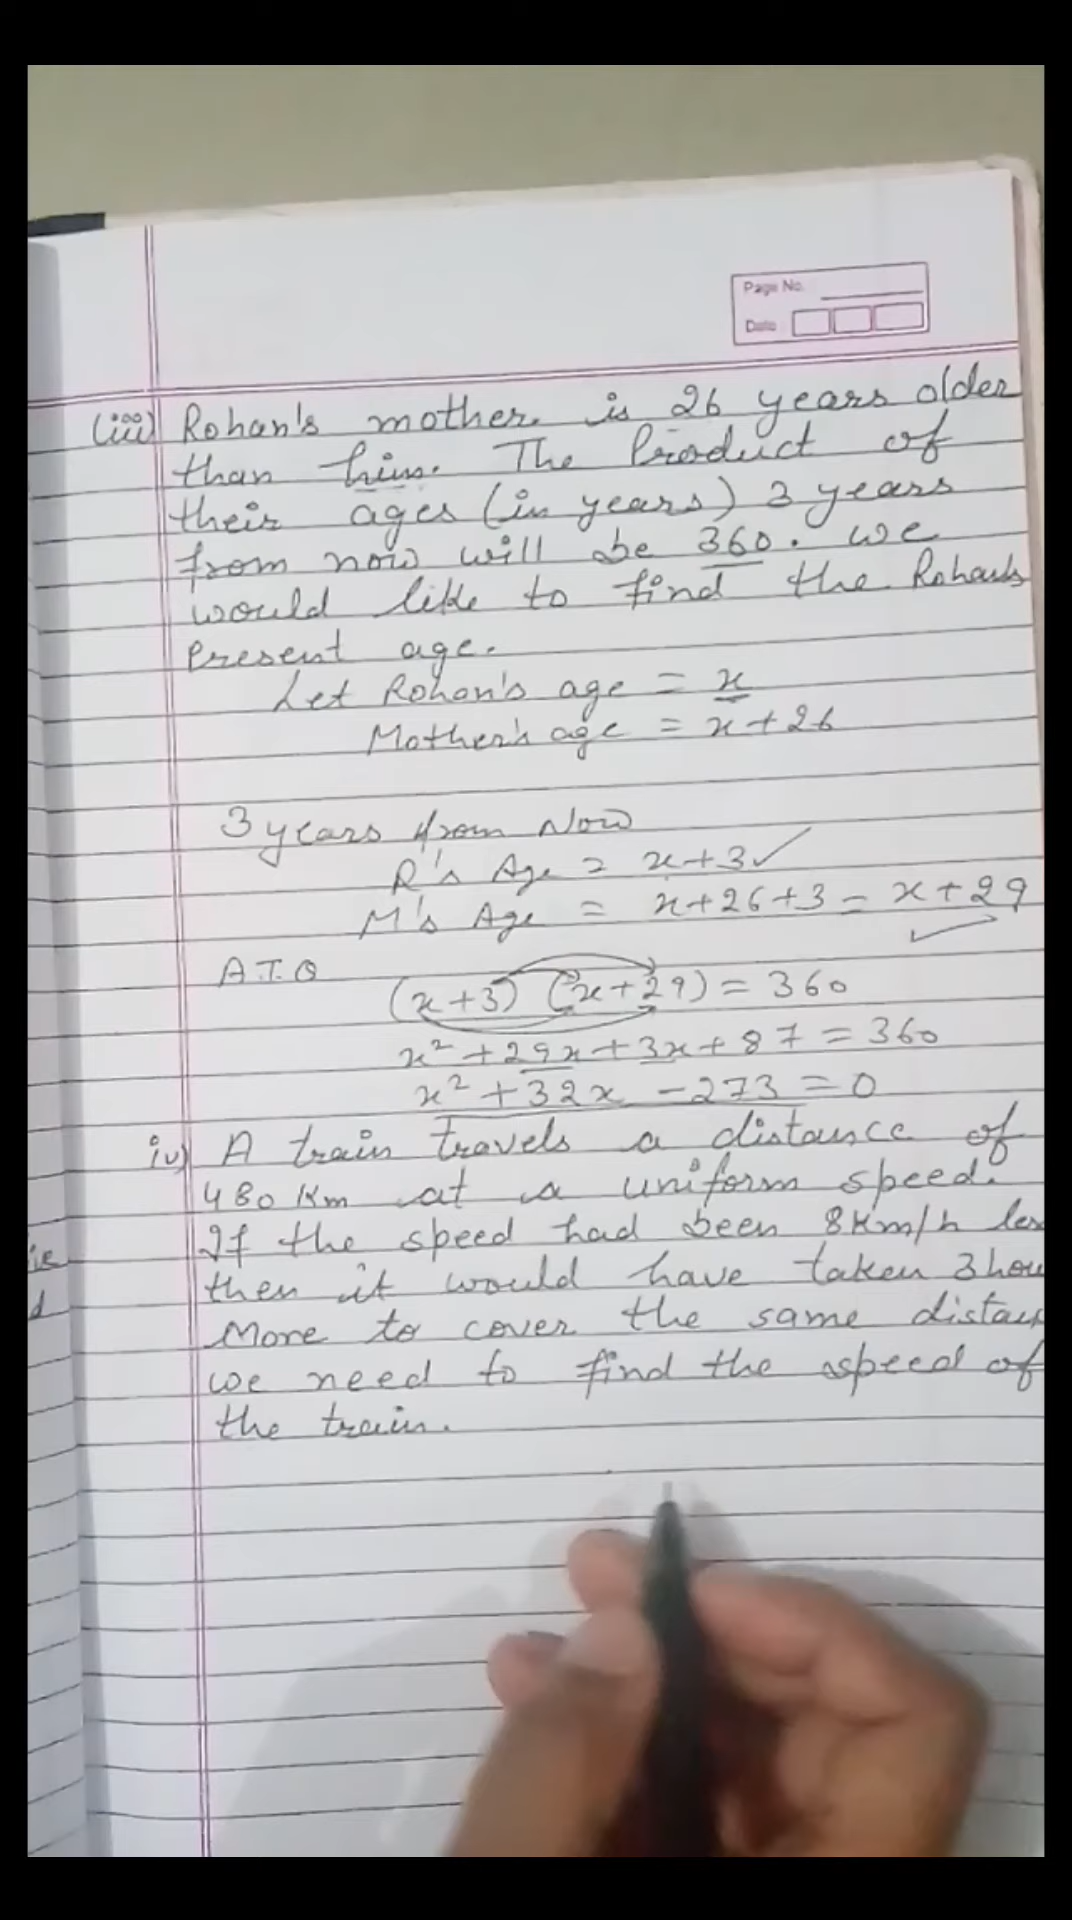 Page No.
Date
(iii) Rohan's mother is 26 years older
than him. The Product of
their ages (in years) 3 years
from now will be 360. we
would like to find the Rohan's
Present age.
Let Rohan's age = x
Mother's age = x + 26
3 years from Now
R's Age = x+3 ✓
M's Age = x+26+3 = x+29
A.T.Q
(x+3) (x+29) = 360
x² + 29x + 3x + 87 = 360
x² + 32x - 273 = 0
iv) A train travels a distance of
480 Km at a uniform speed.
If the speed had been 8Km/h les
then it would have taken 3 hou
More to cover the same distan
we need to find the speed of
the train.
d